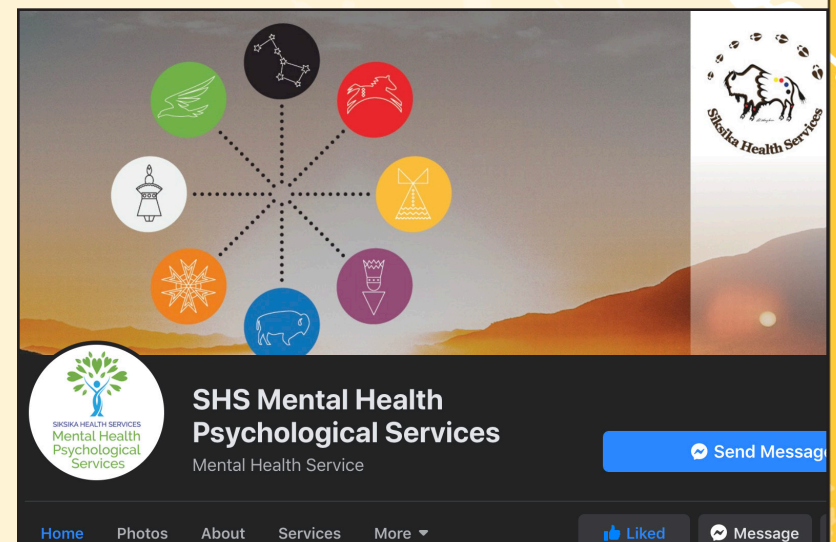 Siksika Health Services
SIKSIKA HEALTH SERVICES
Mental Health
Psychological
Services
SHS Mental Health
Psychological Services
Mental Health Service
Send Message
Home Photos About Services More
Liked Message